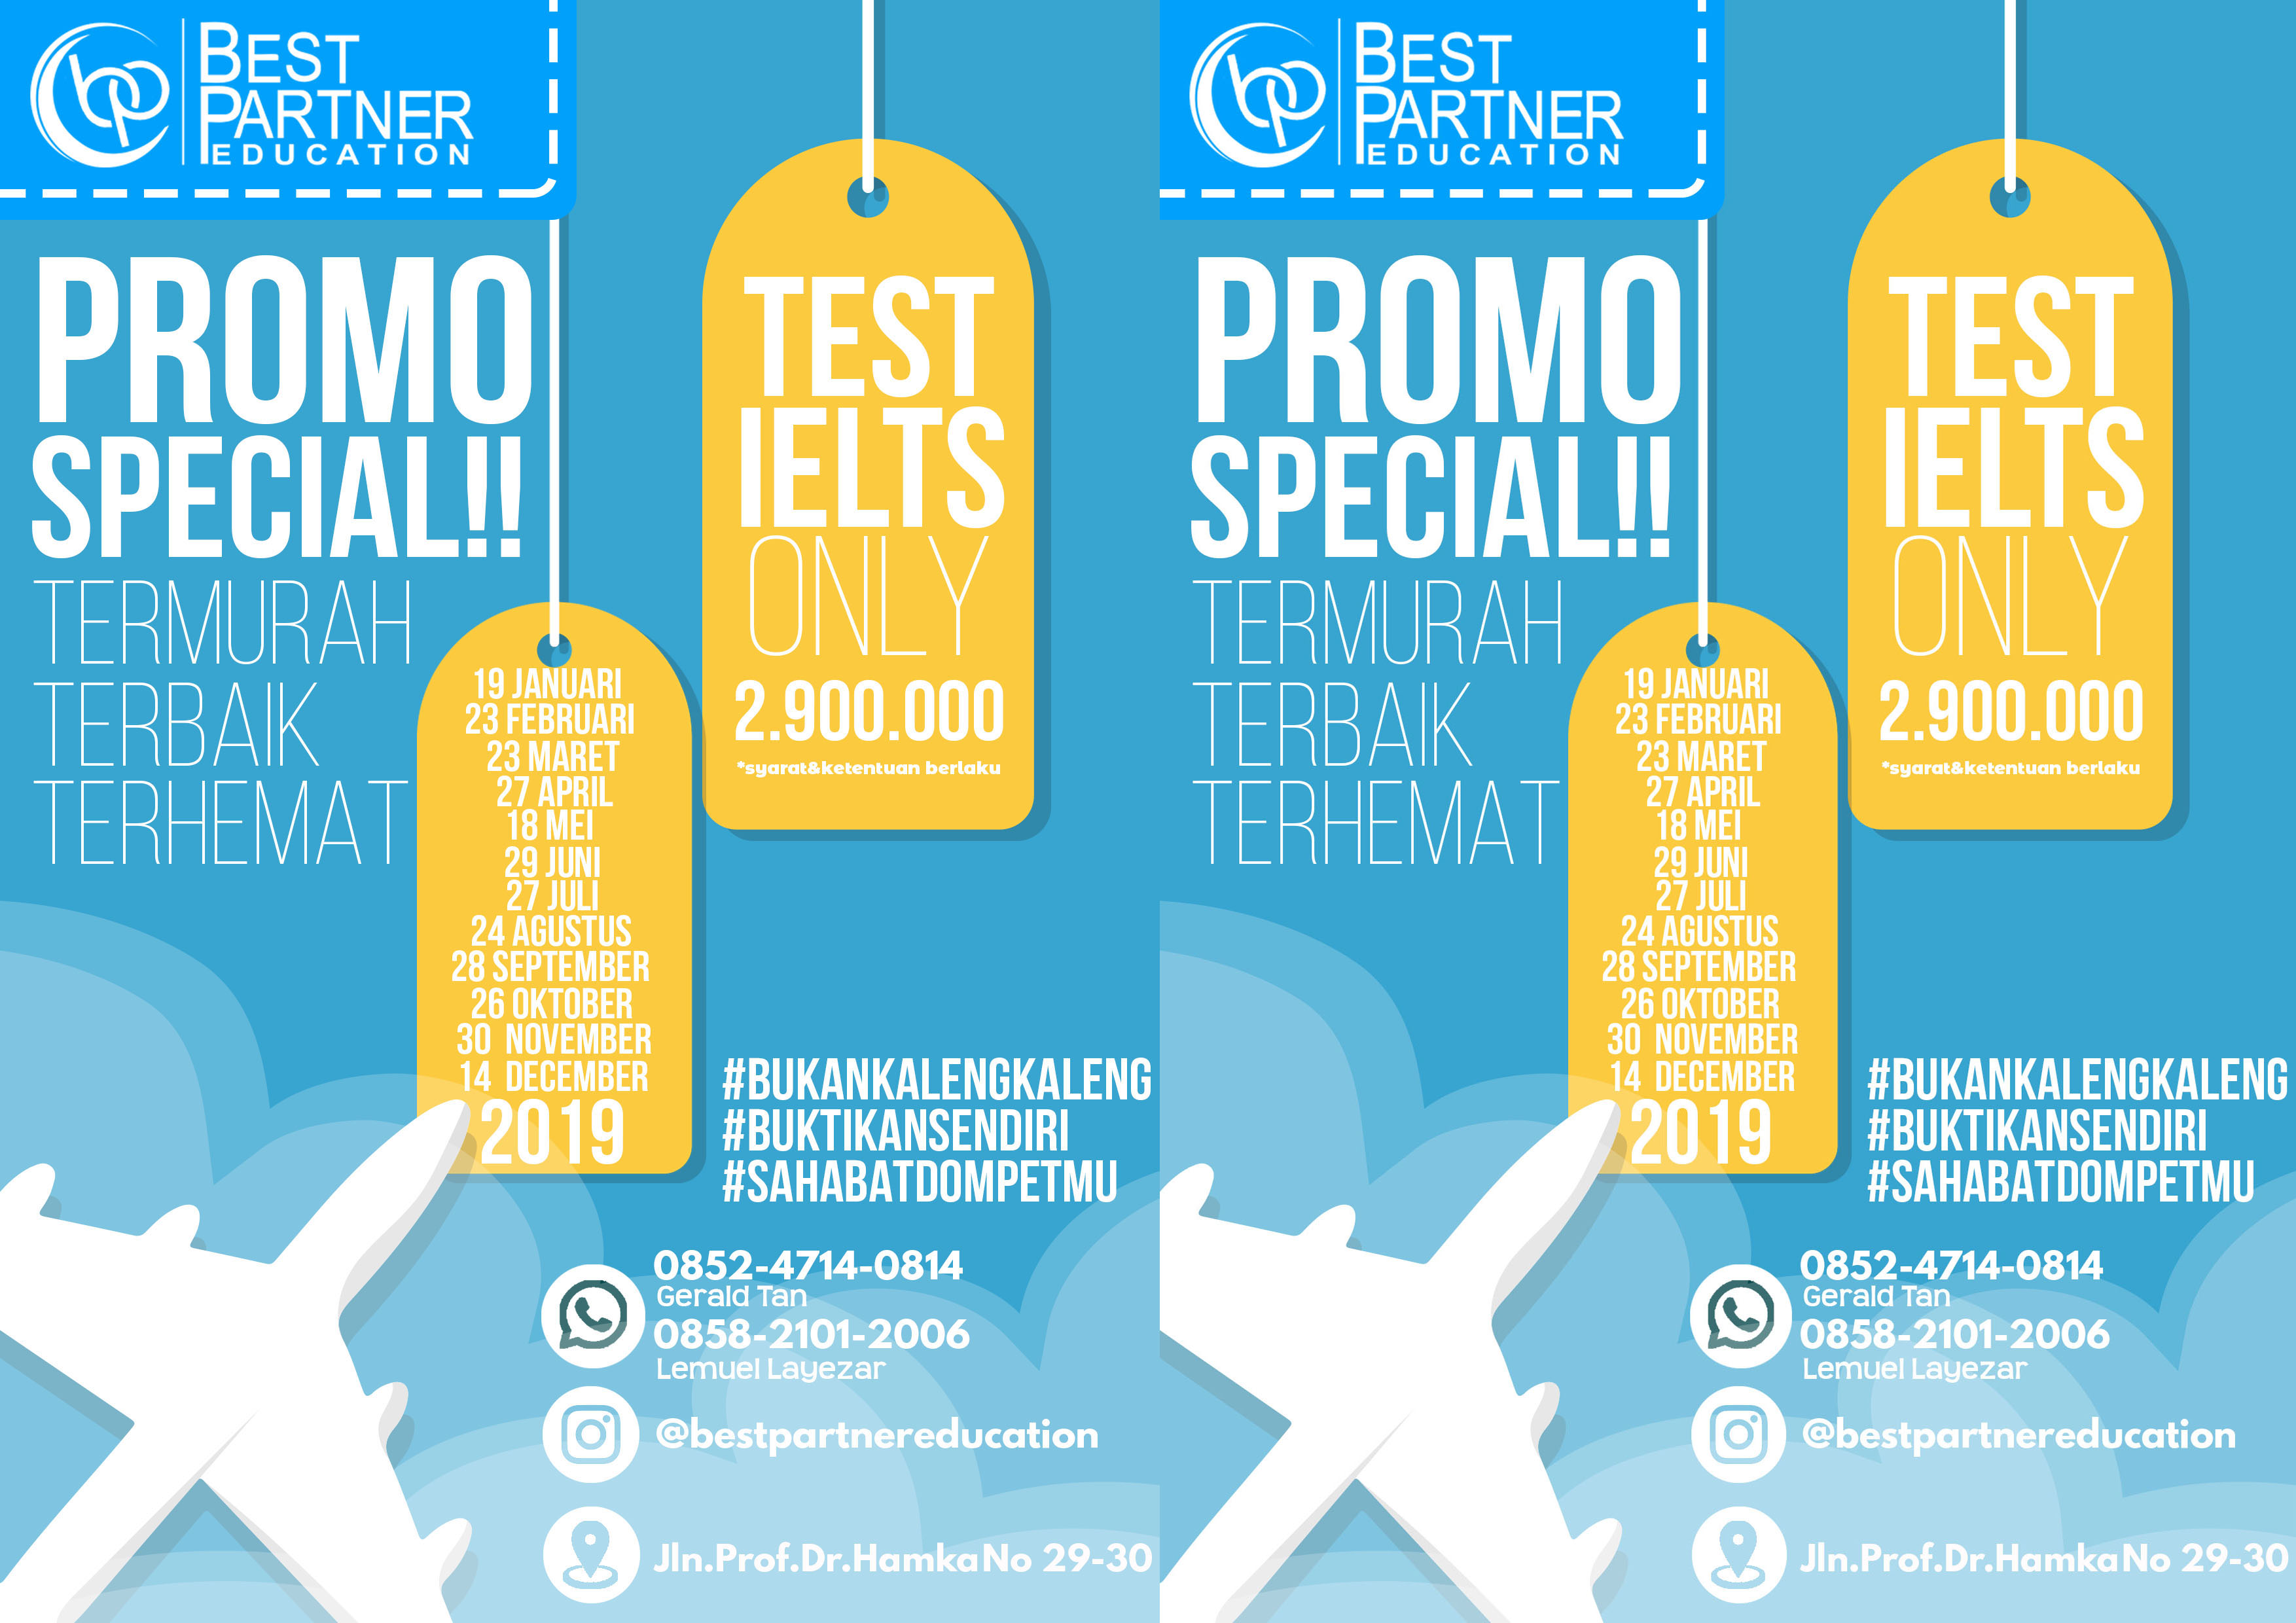 BEST
PARTNER
EDUCATION
PROMO
SPECIAL!!
TERMURAH
TERBAIK
TERHEMAT
TEST
IELTS
ONLY
2.900.000
*syarat&ketentuan berlaku
19 JANUARI
23 FEBRUARI
23 MARET
27 APRIL
18 MEI
29 JUNI
27 JULI
24 AGUSTUS
28 SEPTEMBER
26 OKTOBER
30 NOVEMBER
14 DECEMBER
2019
#BUKANKALENGKALENG
#BUKTIKANSENDIRI
#SAHABATDOMPETMU
0852-4714-0814
Gerald Tan
0858-2101-2006
Lemuel Layezar
@bestpartnereducation
Jln.Prof.Dr.Hamka No 29-30
BEST
PARTNER
EDUCATION
PROMO
SPECIAL!!
TERMURAH
TERBAIK
TERHEMAT
TEST
IELTS
ONLY
2.900.000
*syarat&ketentuan berlaku
19 JANUARI
23 FEBRUARI
23 MARET
27 APRIL
18 MEI
29 JUNI
27 JULI
24 AGUSTUS
28 SEPTEMBER
26 OKTOBER
30 NOVEMBER
14 DECEMBER
2019
#BUKANKALENGKALENG
#BUKTIKANSENDIRI
#SAHABATDOMPETMU
0852-4714-0814
Gerald Tan
0858-2101-2006
Lemuel Layezar
@bestpartnereducation
Jln.Prof.Dr.Hamka No 29-30